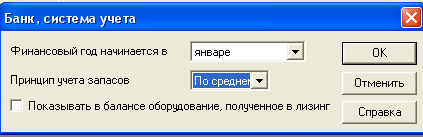 Банк, система учета
Финансовый год начинается в январе OK
Принцип учета запасов По среднек Отменить
Показывать в балансе оборудование, полученное в лизинг Справка